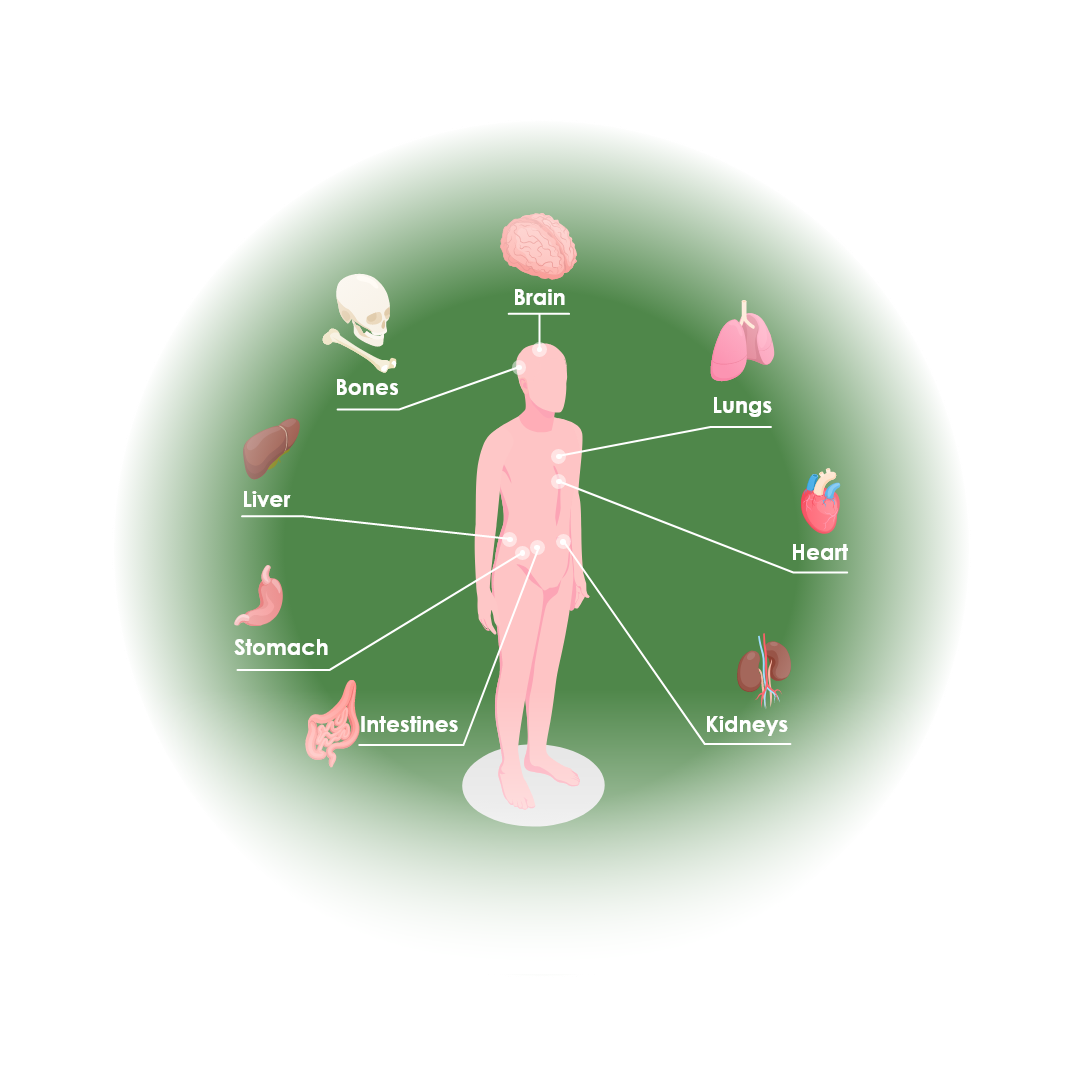 Brain
Bones
Lungs
Liver
Heart
Stomach
Intestines
Kidneys